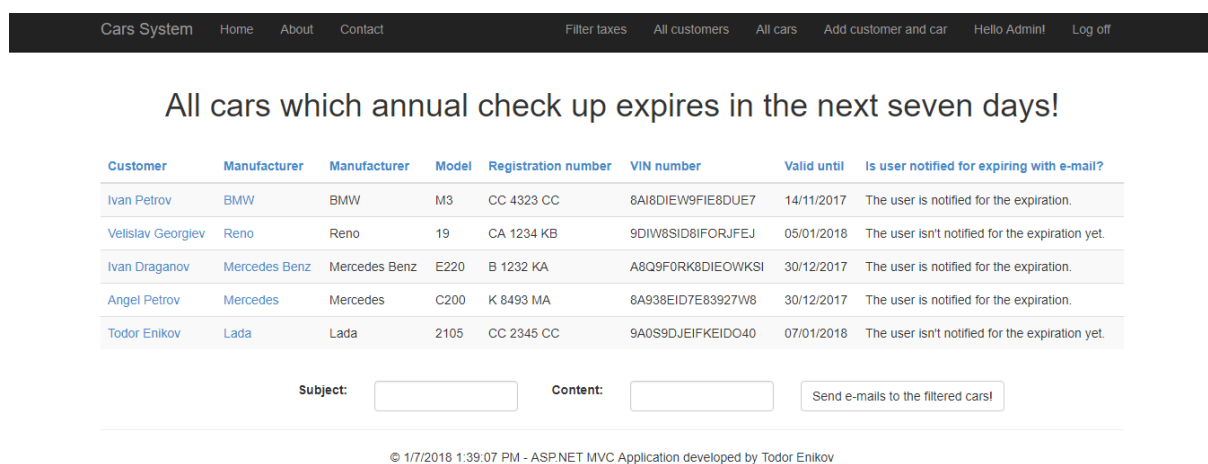 Cars System Home About Contact Filter taxes All customers All cars Add customer and car Hello Admin! Log off
All cars which annual check up expires in the next seven days!
Customer Manufacturer Manufacturer Model Registration number VIN number Valid until Is user notified for expiring with e-mail?
Ivan Petrov BMW BMW M3 CC 4323 CC 8AI8DIEW9FIE8DUE7 14/11/2017 The user is notified for the expiration.
Velislav Georgiev Reno Reno 19 CA 1234 KB 9DIW8SID8IFORJFEJ 05/01/2018 The user isn't notified for the expiration yet.
Ivan Draganov Mercedes Benz Mercedes Benz E220 B 1232 KA A8Q9F0RK8DIEOWKSI 30/12/2017 The user is notified for the expiration.
Angel Petrov Mercedes Mercedes C200 K 8493 MA 8A938EID7E83927W8 30/12/2017 The user is notified for the expiration.
Todor Enikov Lada Lada 2105 CC 2345 CC 9A0S9DJEIFKEIDO40 07/01/2018 The user isn't notified for the expiration yet.
Subject: Content: Send e-mails to the filtered cars!
© 1/7/2018 1:39:07 PM - ASP.NET MVC Application developed by Todor Enikov